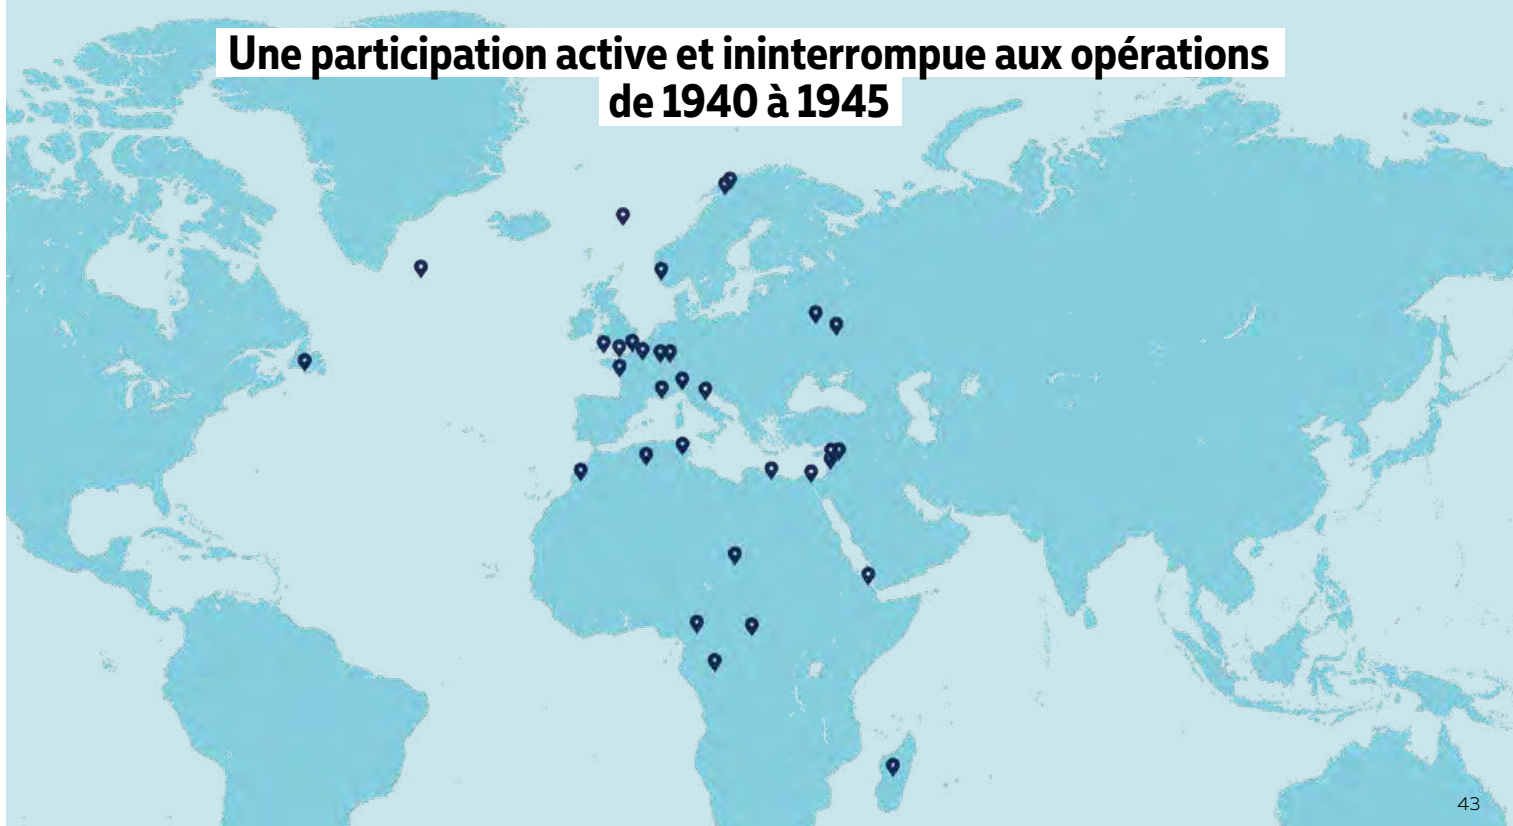 Une participation active et ininterrompue aux opérations
de 1940 à 1945
43